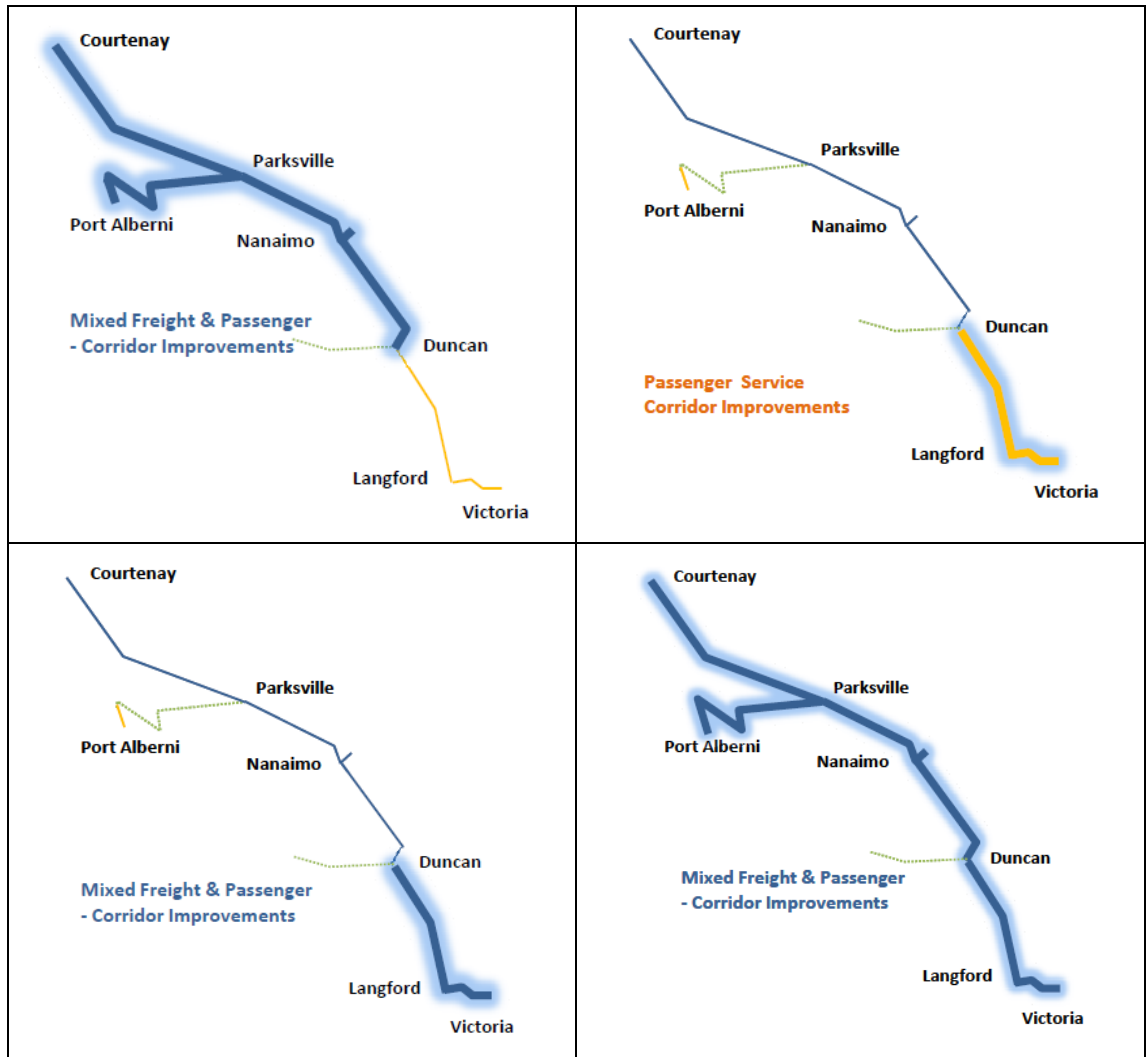 Courtenay
Parksville
Port Alberni
Nanaimo
Mixed Freight & Passenger
- Corridor Improvements
Duncan
Langford
Victoria
Courtenay
Parksville
Port Alberni
Nanaimo
Duncan
Passenger Service
Corridor Improvements
Langford
Victoria
Courtenay
Parksville
Port Alberni
Nanaimo
Duncan
Mixed Freight & Passenger
- Corridor Improvements
Langford
Victoria
Courtenay
Parksville
Port Alberni
Nanaimo
Duncan
Mixed Freight & Passenger
- Corridor Improvements
Langford
Victoria